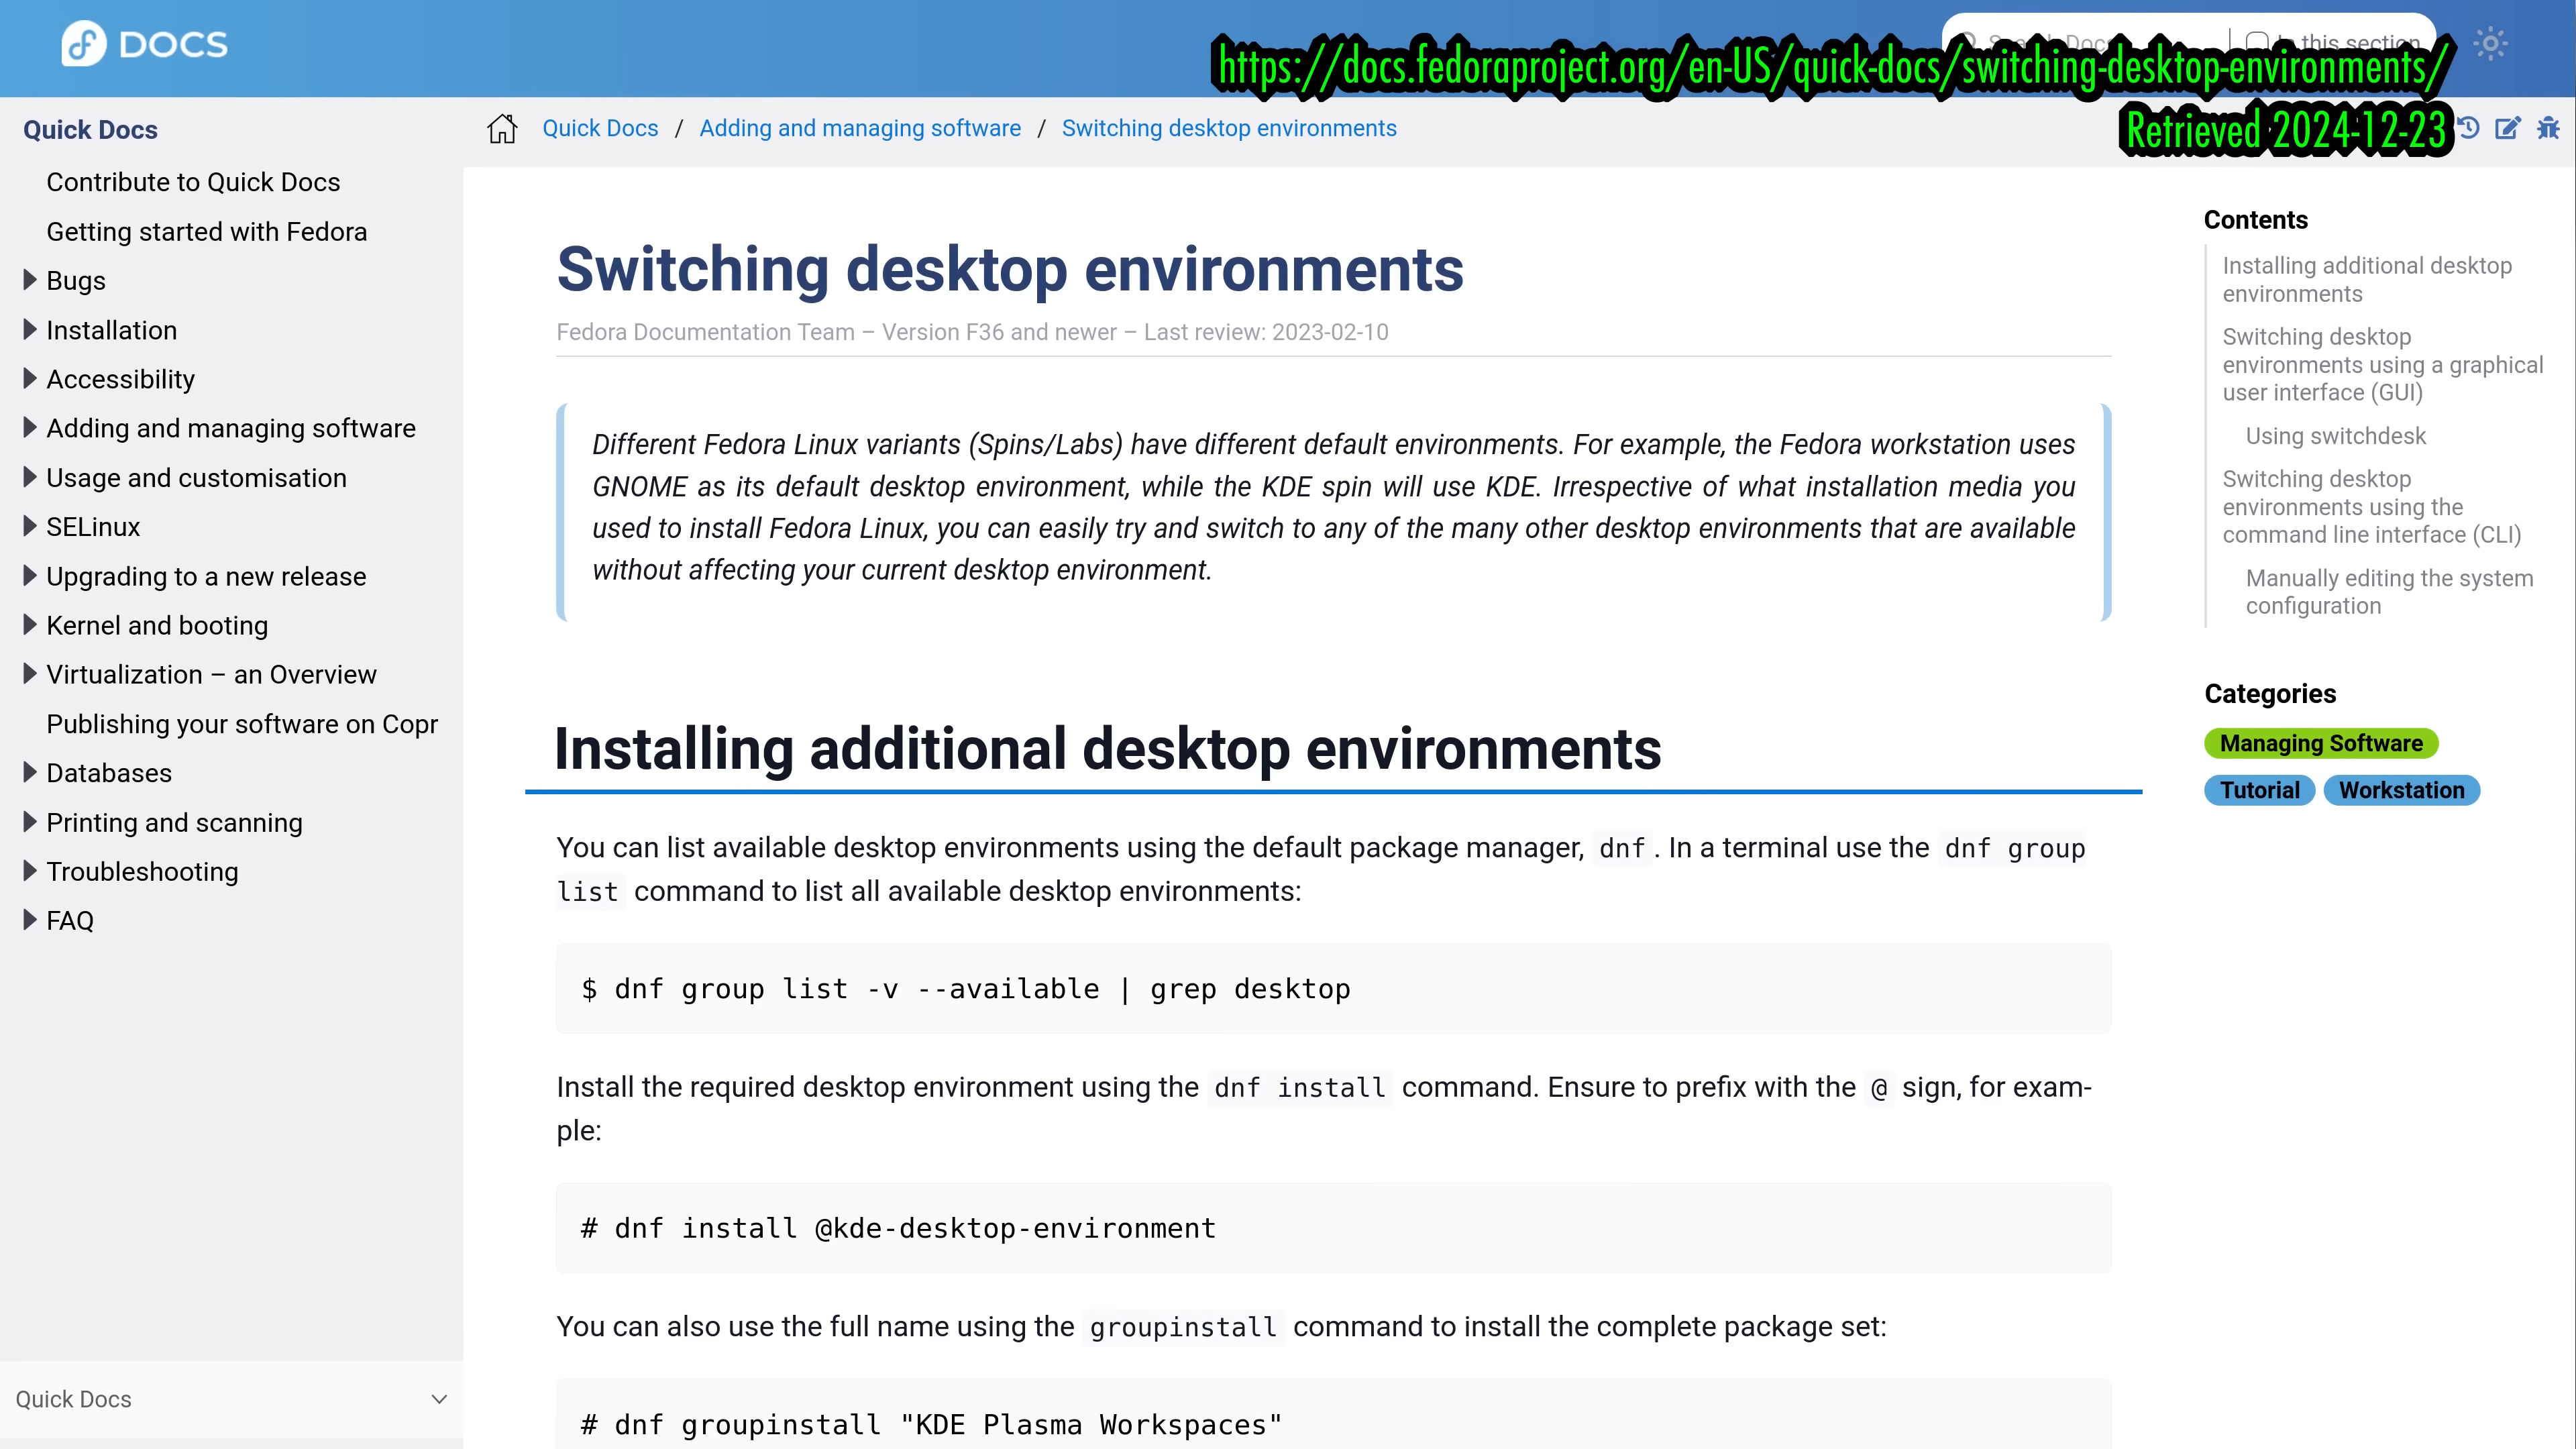 DOCS
https://docs.fedoraproject.org/en-US/quick-docs/switching-desktop-environments/
Retrieved 2024-12-23
Quick Docs
Contribute to Quick Docs
Getting started with Fedora
Bugs
Installation
Accessibility
Adding and managing software
Usage and customisation
SELinux
Upgrading to a new release
Kernel and booting
Virtualization – an Overview
Publishing your software on Copr
Databases
Printing and scanning
Troubleshooting
FAQ
Quick Docs
Quick Docs / Adding and managing software / Switching desktop environments
Switching desktop environments
Fedora Documentation Team – Version F36 and newer – Last review: 2023-02-10
Different Fedora Linux variants (Spins/Labs) have different default environments. For example, the Fedora workstation uses
GNOME as its default desktop environment, while the KDE spin will use KDE. Irrespective of what installation media you
used to install Fedora Linux, you can easily try and switch to any of the many other desktop environments that are available
without affecting your current desktop environment.
Installing additional desktop environments
You can list available desktop environments using the default package manager, dnf. In a terminal use the dnf group
list command to list all available desktop environments:
$ dnf group list -v --available | grep desktop
Install the required desktop environment using the dnf install command. Ensure to prefix with the @ sign, for exam-
ple:
# dnf install @kde-desktop-environment
You can also use the full name using the groupinstall command to install the complete package set:
# dnf groupinstall "KDE Plasma Workspaces"
Contents
Installing additional desktop
environments
Switching desktop
environments using a graphical
user interface (GUI)
Using switchdesk
Switching desktop
environments using the
command line interface (CLI)
Manually editing the system
configuration
Categories
Managing Software
Tutorial Workstation